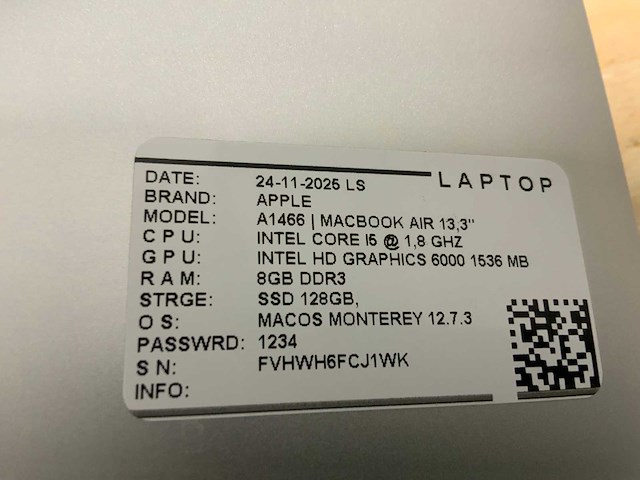 LAPTOP
DATE: 24-11-2025 LS
BRAND: APPLE
MODEL: A1466 | MACBOOK AIR 13,3"
CPU: INTEL CORE I5 @ 1,8 GHZ
GPU: INTEL HD GRAPHICS 6000 1536 MB
RAM: 8GB DDR3
STRGE: SSD 128GB,
OS: MACOS MONTEREY 12.7.3
PASSWRD: 1234
SN: FVHWH6FCJ1WK
INFO: